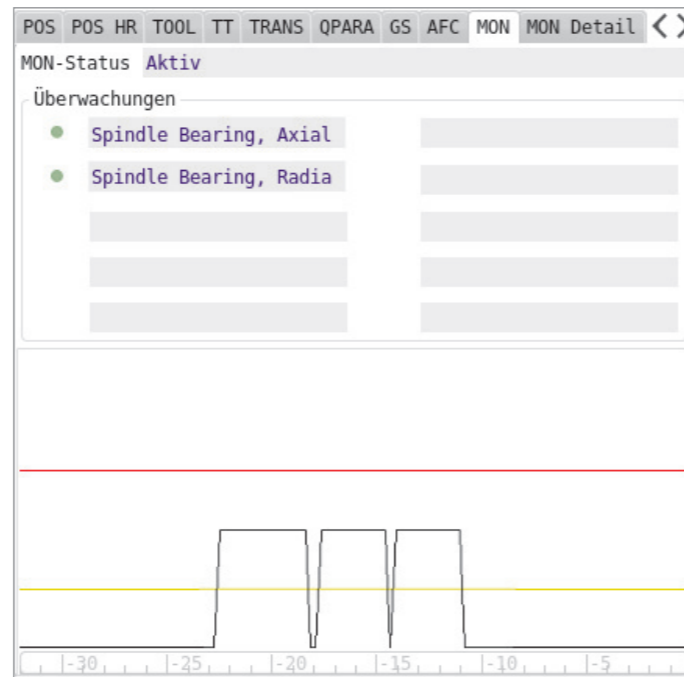 POS POS HR TOOL TT TRANS QPARA GS AFC MON MON Detail
MON-Status Aktiv
Überwachungen
Spindle Bearing, Axial
Spindle Bearing, Radia
-30 -25 -20 -15 -10 -5